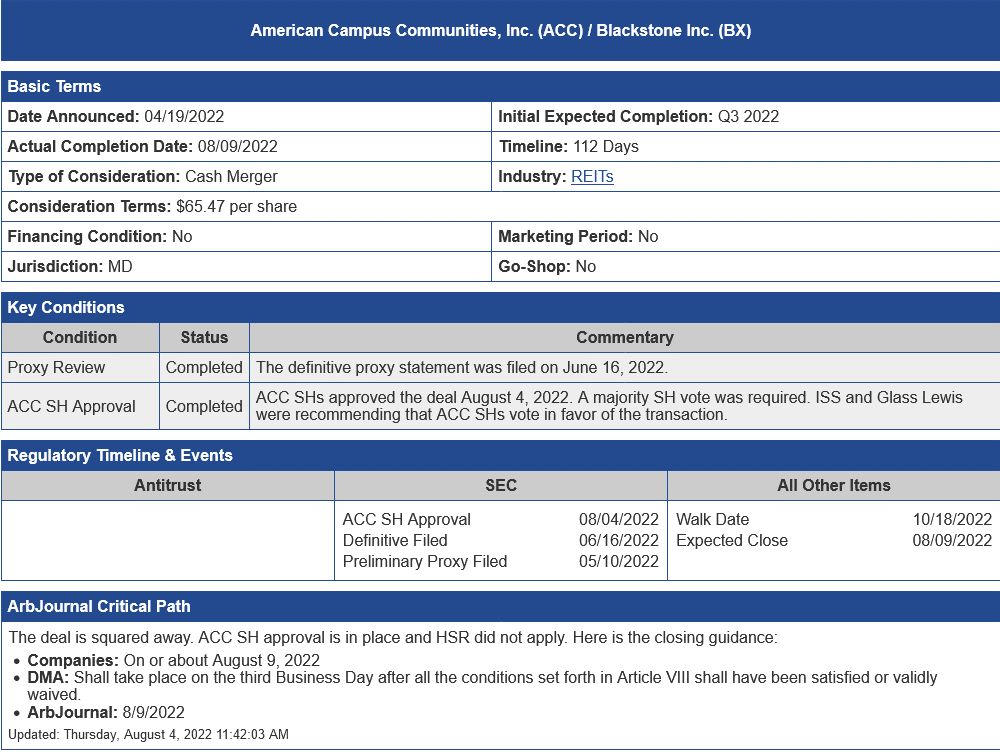 American Campus Communities, Inc. (ACC) / Blackstone Inc. (BX)
Basic Terms
Date Announced: 04/19/2022
Initial Expected Completion: Q3 2022
Actual Completion Date: 08/09/2022
Timeline: 112 Days
Type of Consideration: Cash Merger
Industry: REITs
Consideration Terms: $65.47 per share
Financing Condition: No
Marketing Period: No
Jurisdiction: MD
Go-Shop: No
Key Conditions
Condition Status Commentary
Proxy Review Completed The definitive proxy statement was filed on June 16, 2022.
ACC SH Approval Completed ACC SHs approved the deal August 4, 2022. A majority SH vote was required. ISS and Glass Lewis
were recommending that ACC SHs vote in favor of the transaction.
Regulatory Timeline & Events
Antitrust SEC All Other Items
ACC SH Approval 08/04/2022 Walk Date 10/18/2022
Definitive Filed 06/16/2022 Expected Close 08/09/2022
Preliminary Proxy Filed 05/10/2022
ArbJournal Critical Path
The deal is squared away. ACC SH approval is in place and HSR did not apply. Here is the closing guidance:
• Companies: On or about August 9, 2022
• DMA: Shall take place on the third Business Day after all the conditions set forth in Article VIII shall have been satisfied or validly
waived.
• ArbJournal: 8/9/2022
Updated: Thursday, August 4, 2022 11:42:03 AM